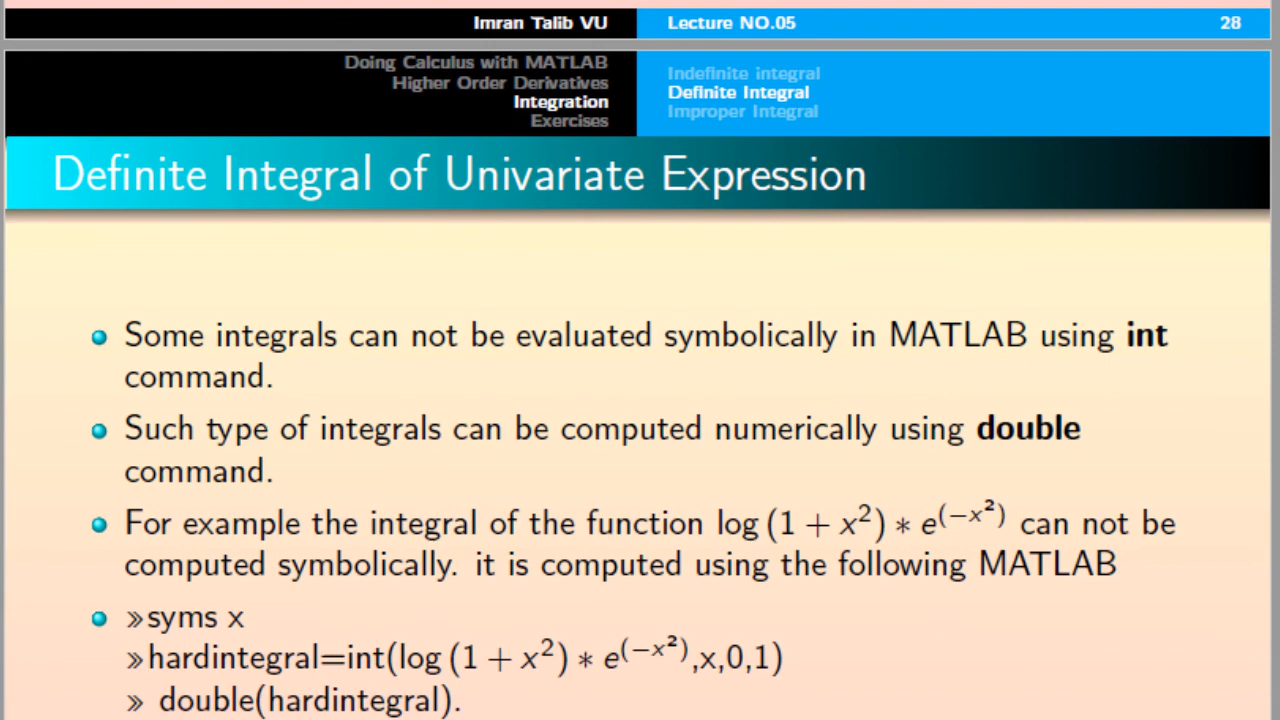 Imran Talib VU Lecture NO.05 28
Doing Calculus with MATLAB
Higher Order Derivatives
Integration
Exercises
Indefinite integral
Definite Integral
Improper Integral
Definite Integral of Univariate Expression
Some integrals can not be evaluated symbolically in MATLAB using int
command.
Such type of integrals can be computed numerically using double
command.
For example the integral of the function log (1 + x²) ∗ e^(−x²) can not be
computed symbolically. it is computed using the following MATLAB
»syms x
»hardintegral=int(log (1 + x²) ∗ e^(−x²),x,0,1)
» double(hardintegral).